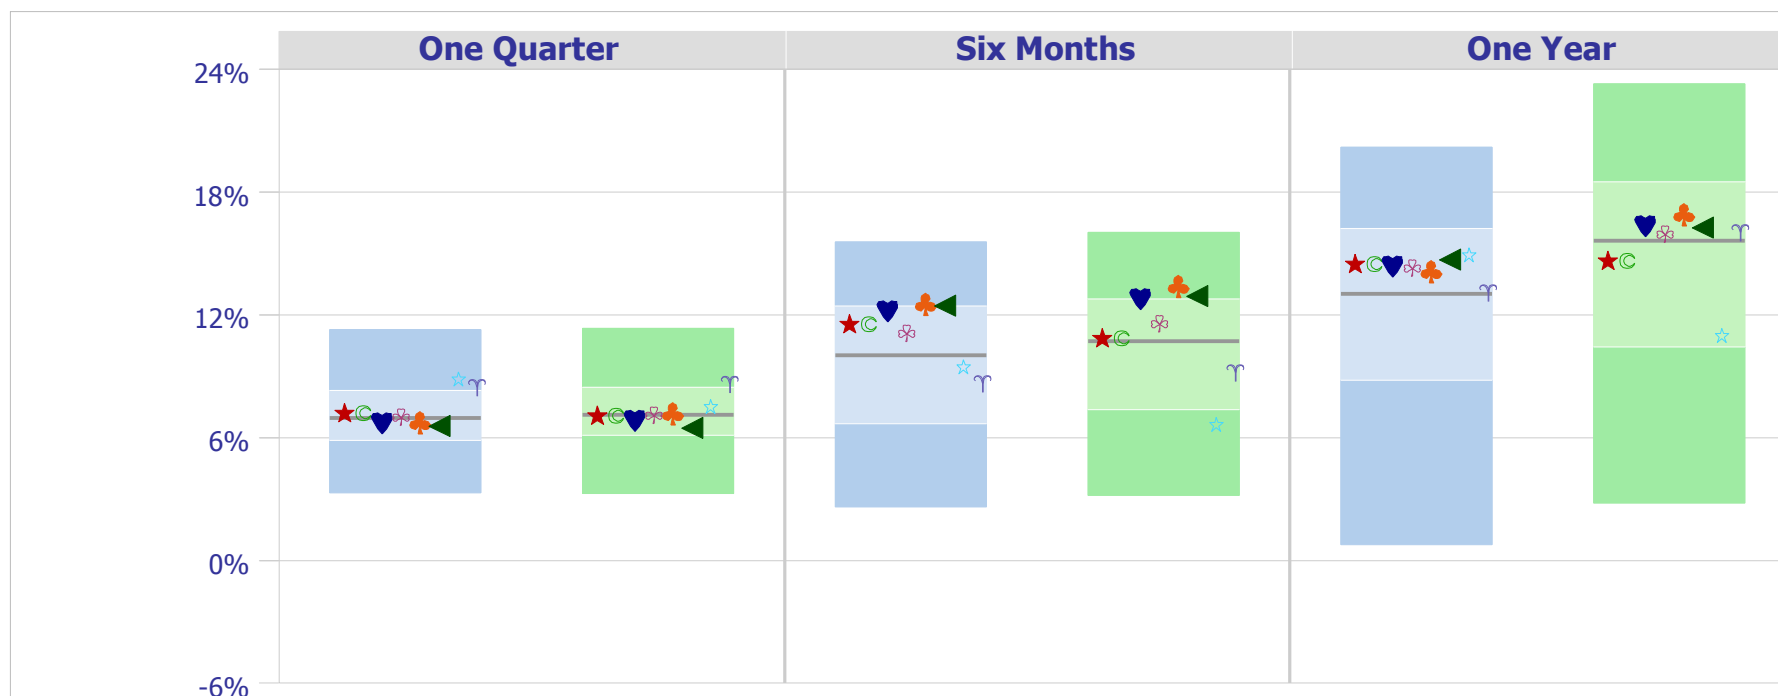 One Quarter
Six Months
One Year
24%
18%
12%
6%
0%
-6%